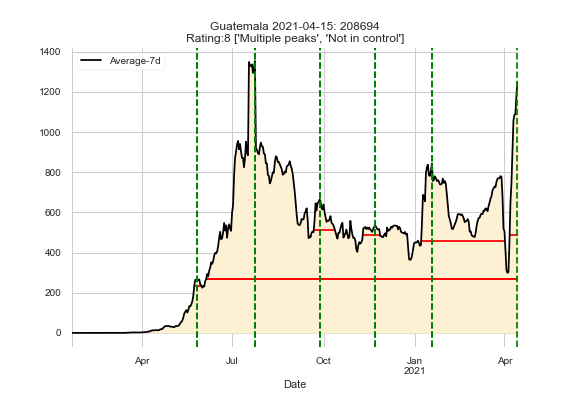 Guatemala 2021-04-15: 208694
Rating:8 ['Multiple peaks', 'Not in control']
Average-7d
1400
1200
1000
800
600
400
200
0
Apr
Jul
Oct
Jan
2021
Apr
Date